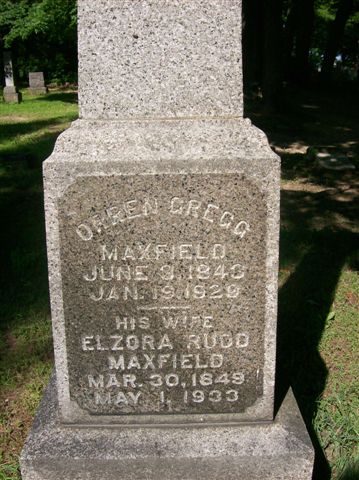 ORSEN GREGG
MAXFIELD
JUNE 9, 1843
JAN. 19, 1929
HIS WIFE
ELZORA RUDD
MAXFIELD
MAR. 30, 1849
MAY 1, 1933